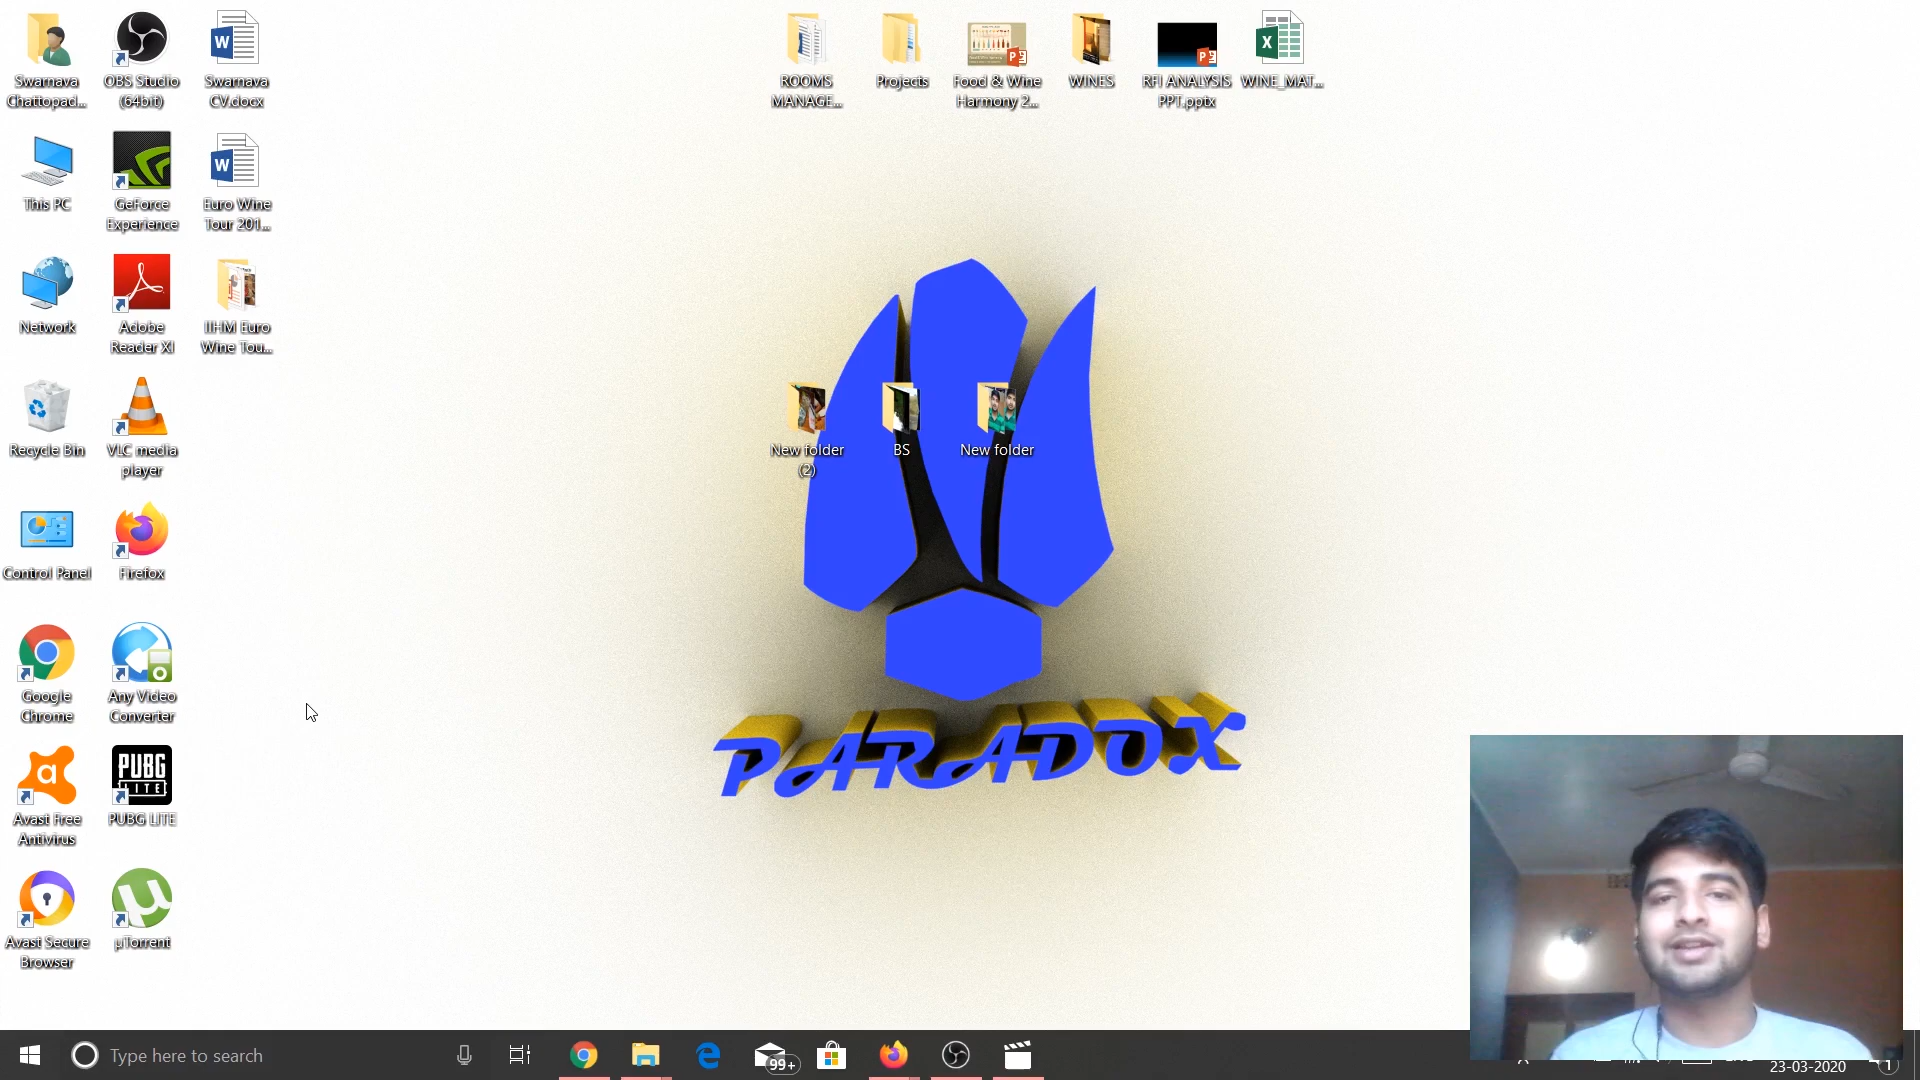 Swarnava
Chattopad...
OBS Studio
(64bit)
Swarnava
CV.docx
ROOMS
MANAGE...
Projects
Food & Wine
Harmony 2...
WINES
RFI ANALYSIS
PPT.pptx
WINE_MAT...
This PC
GeForce
Experience
Euro Wine
Tour 201...
Network
Adobe
Reader XI
IIHM Euro
Wine Tou...
Recycle Bin
VLC media
player
New folder
(2)
BS
New folder
Control Panel
Firefox
Google
Chrome
Any Video
Converter
PARADOX
Avast Free
Antivirus
PUBG
LITE
PUBG LITE
Avast Secure
Browser
µTorrent
Type here to search
99+
23-03-2020
1